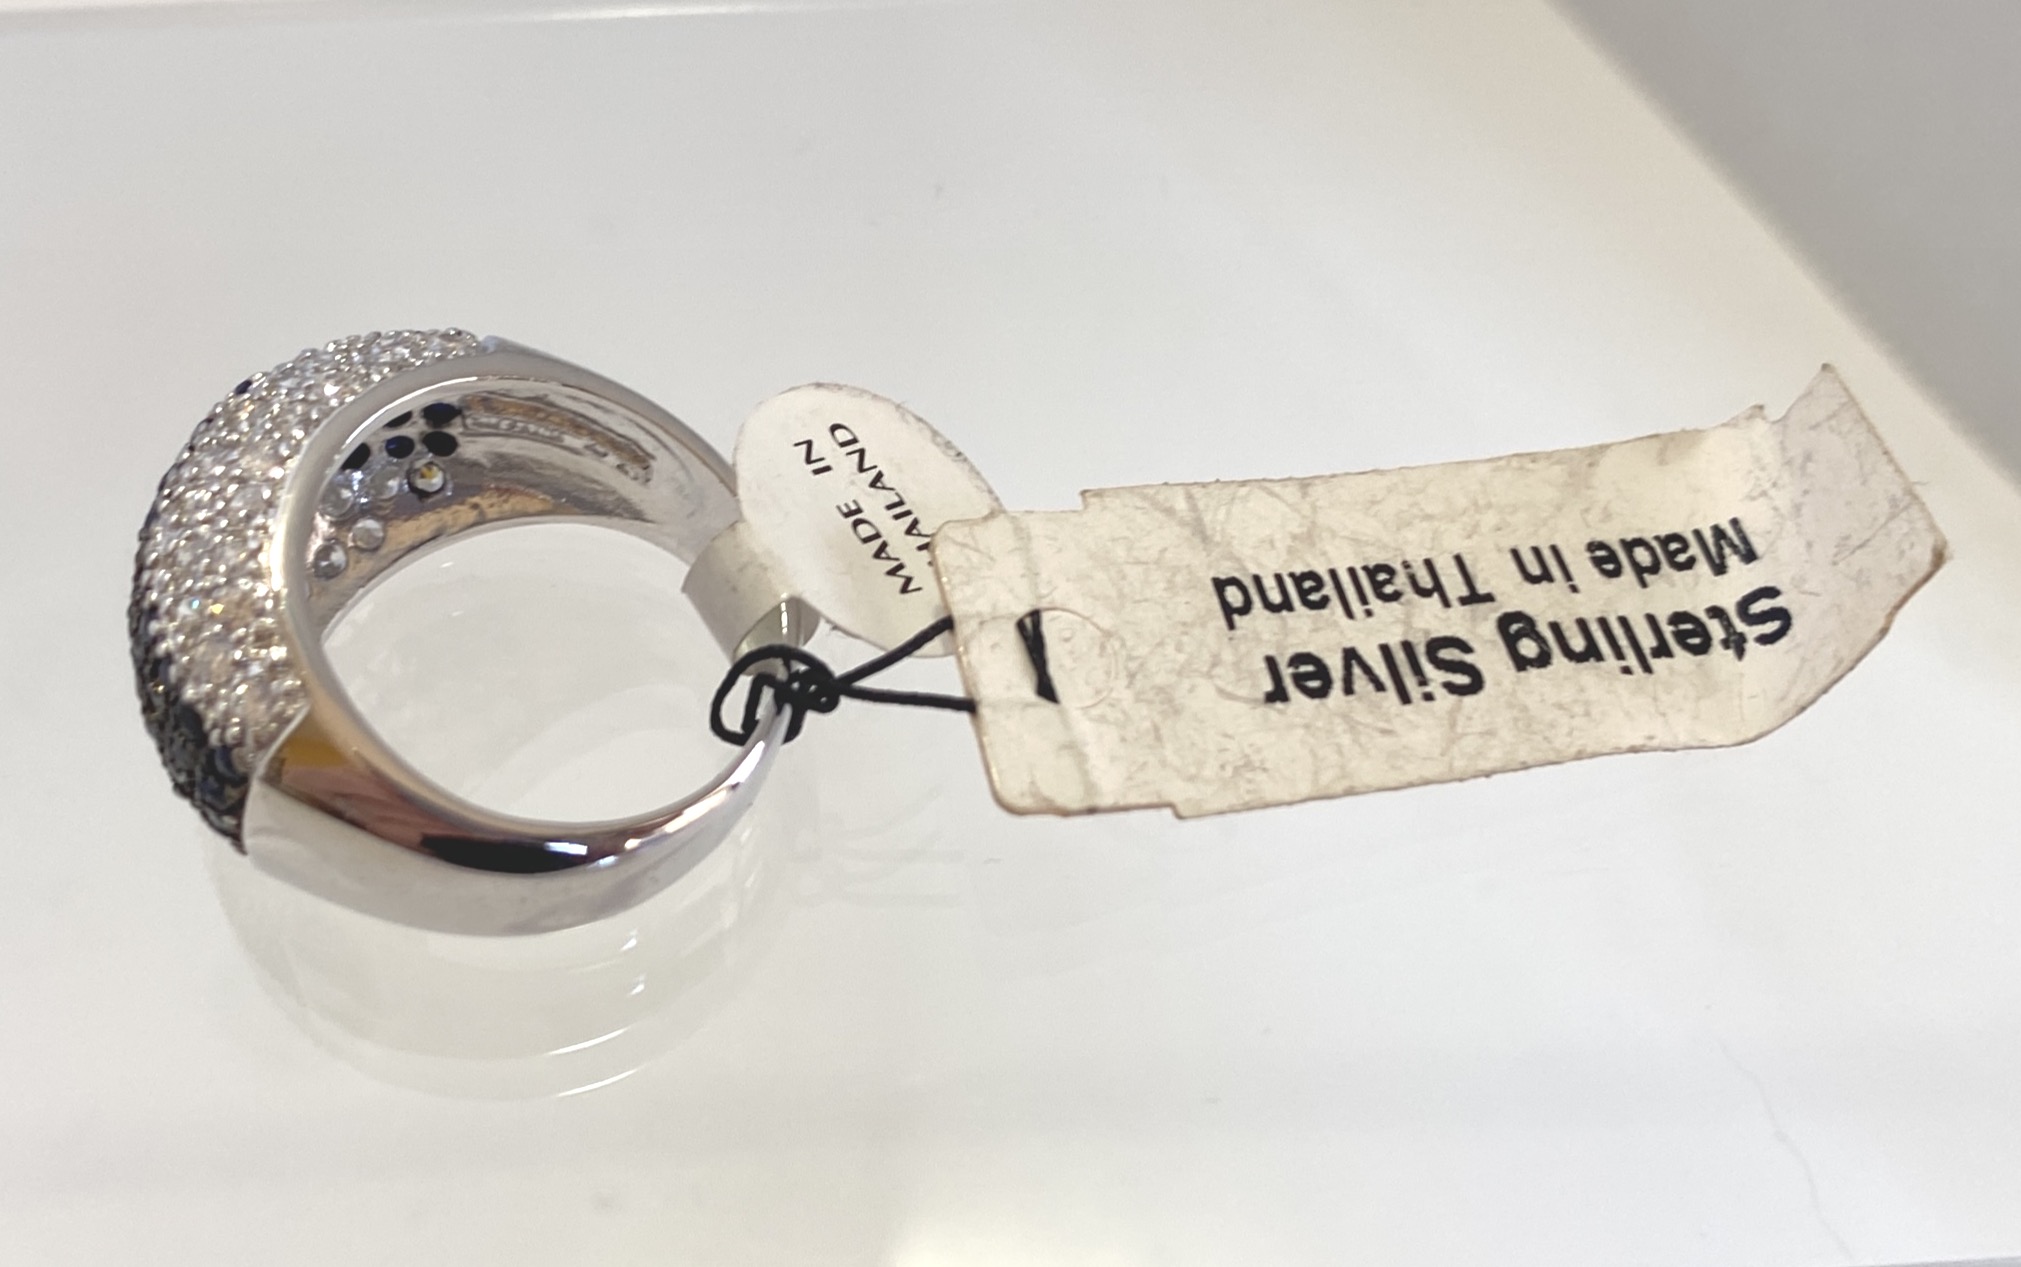 MADE IN
THAILAND
Sterling Silver
Made in Thailand